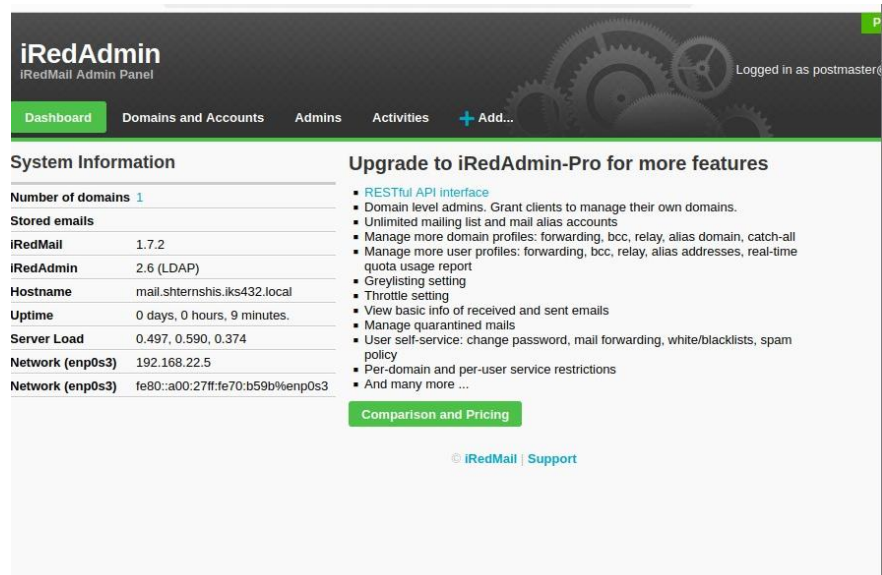 P
iRedAdmin
iRedMail Admin Panel
Logged in as postmaster@
Dashboard Domains and Accounts Admins Activities + Add...
System Information
Number of domains 1
Stored emails
iRedMail 1.7.2
iRedAdmin 2.6 (LDAP)
Hostname mail.shternshis.iks432.local
Uptime 0 days, 0 hours, 9 minutes.
Server Load 0.497, 0.590, 0.374
Network (enp0s3) 192.168.22.5
Network (enp0s3) fe80::a00:27ff:fe70:b59b%enp0s3
Upgrade to iRedAdmin-Pro for more features
▪ RESTful API interface
▪ Domain level admins. Grant clients to manage their own domains.
▪ Unlimited mailing list and mail alias accounts
▪ Manage more domain profiles: forwarding, bcc, relay, alias domain, catch-all
▪ Manage more user profiles: forwarding, bcc, relay, alias addresses, real-time
quota usage report
▪ Greylisting setting
▪ Throttle setting
▪ View basic info of received and sent emails
▪ Manage quarantined mails
▪ User self-service: change password, mail forwarding, white/blacklists, spam
policy
▪ Per-domain and per-user service restrictions
▪ And many more ...
Comparison and Pricing
© iRedMail | Support